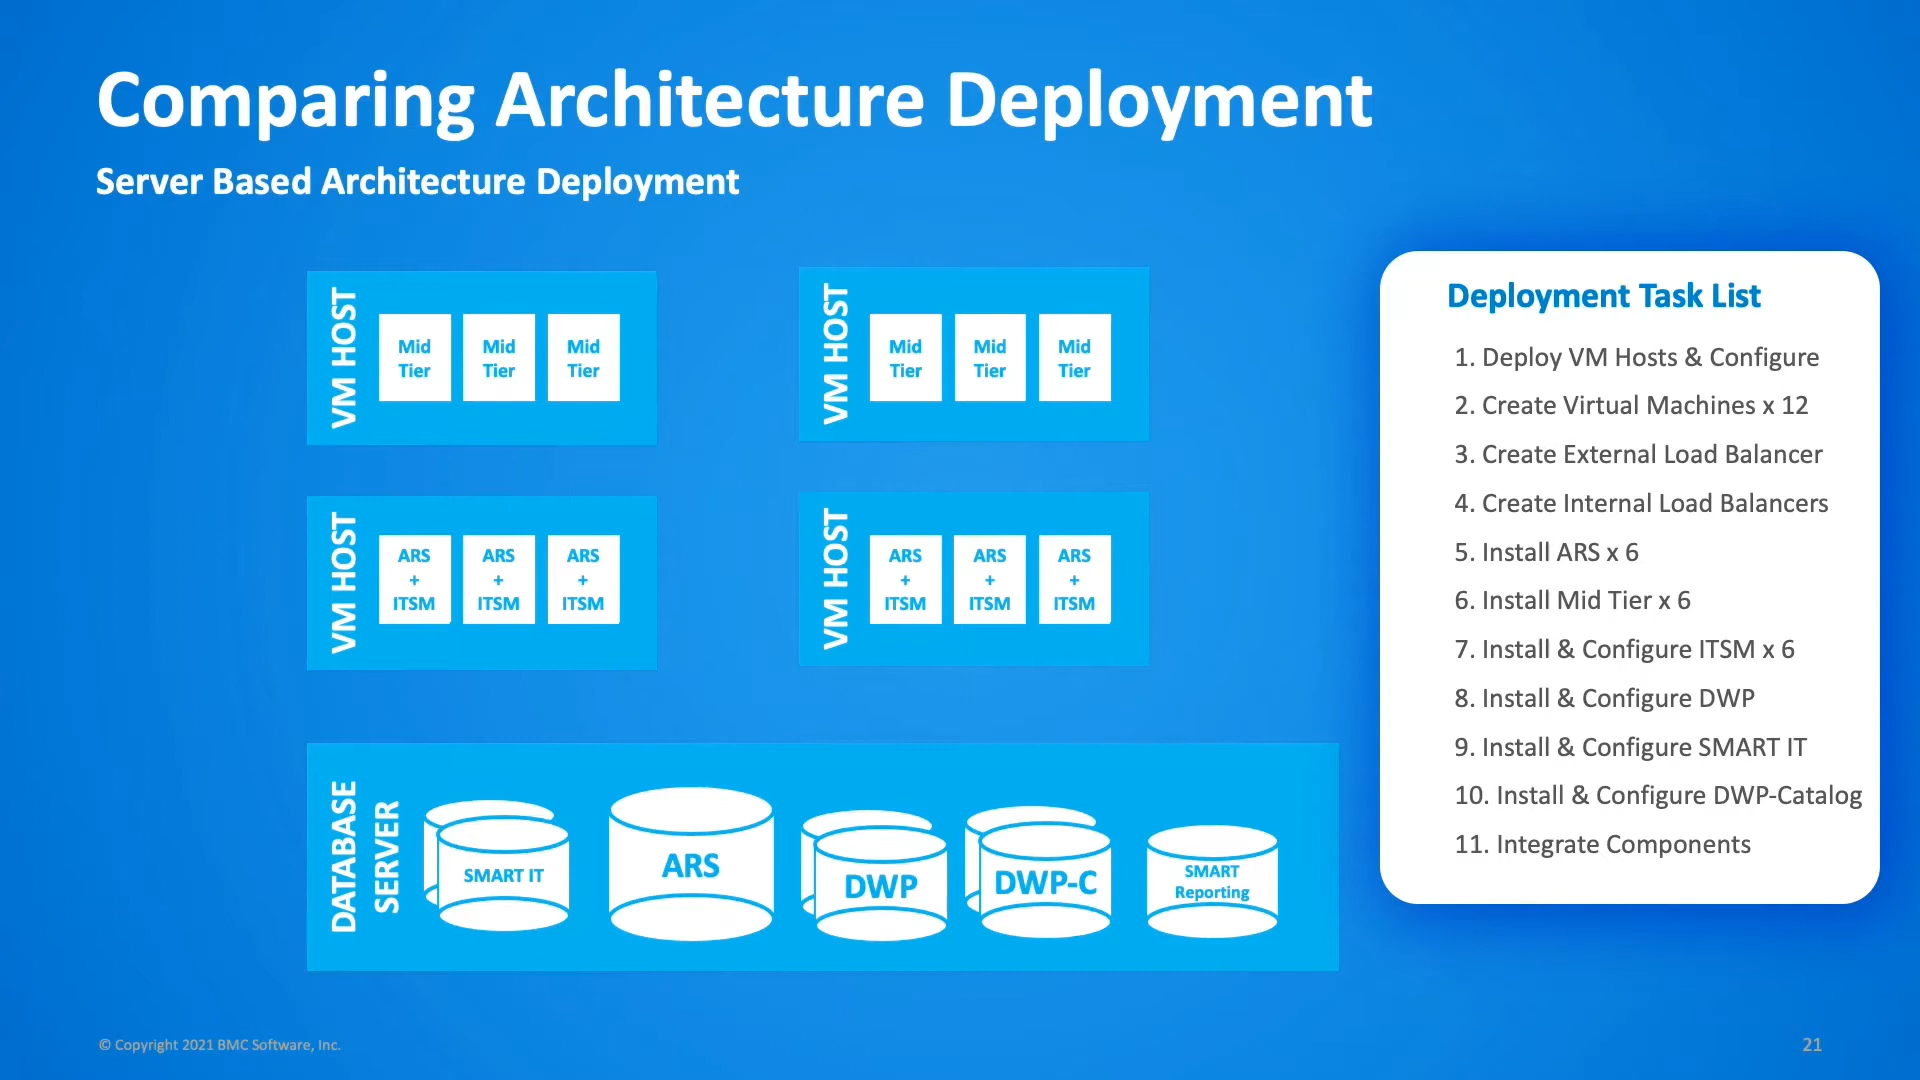 Comparing Architecture Deployment
Server Based Architecture Deployment
VM HOST
Mid
Tier
Mid
Tier
Mid
Tier
VM HOST
Mid
Tier
Mid
Tier
Mid
Tier
VM HOST
ARS
+
ITSM
ARS
+
ITSM
ARS
+
ITSM
VM HOST
ARS
+
ITSM
ARS
+
ITSM
ARS
+
ITSM
DATABASE
SERVER
SMART IT
ARS
DWP
DWP-C
SMART
Reporting
Deployment Task List
1. Deploy VM Hosts & Configure
2. Create Virtual Machines x 12
3. Create External Load Balancer
4. Create Internal Load Balancers
5. Install ARS x 6
6. Install Mid Tier x 6
7. Install & Configure ITSM x 6
8. Install & Configure DWP
9. Install & Configure SMART IT
10. Install & Configure DWP-Catalog
11. Integrate Components
© Copyright 2021 BMC Software, Inc.
21